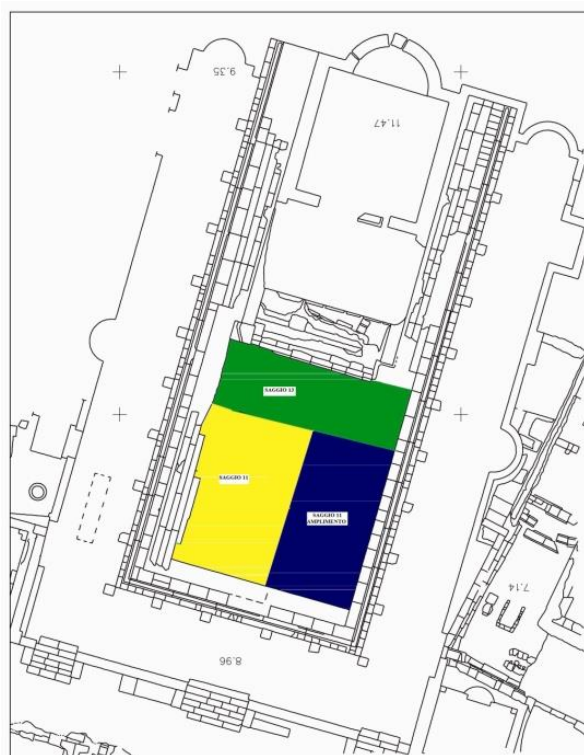 9.35
11.47
SAGGIO 13
SAGGIO 11
SAGGIO 11
AMPLIMENTO
7.14
8.96